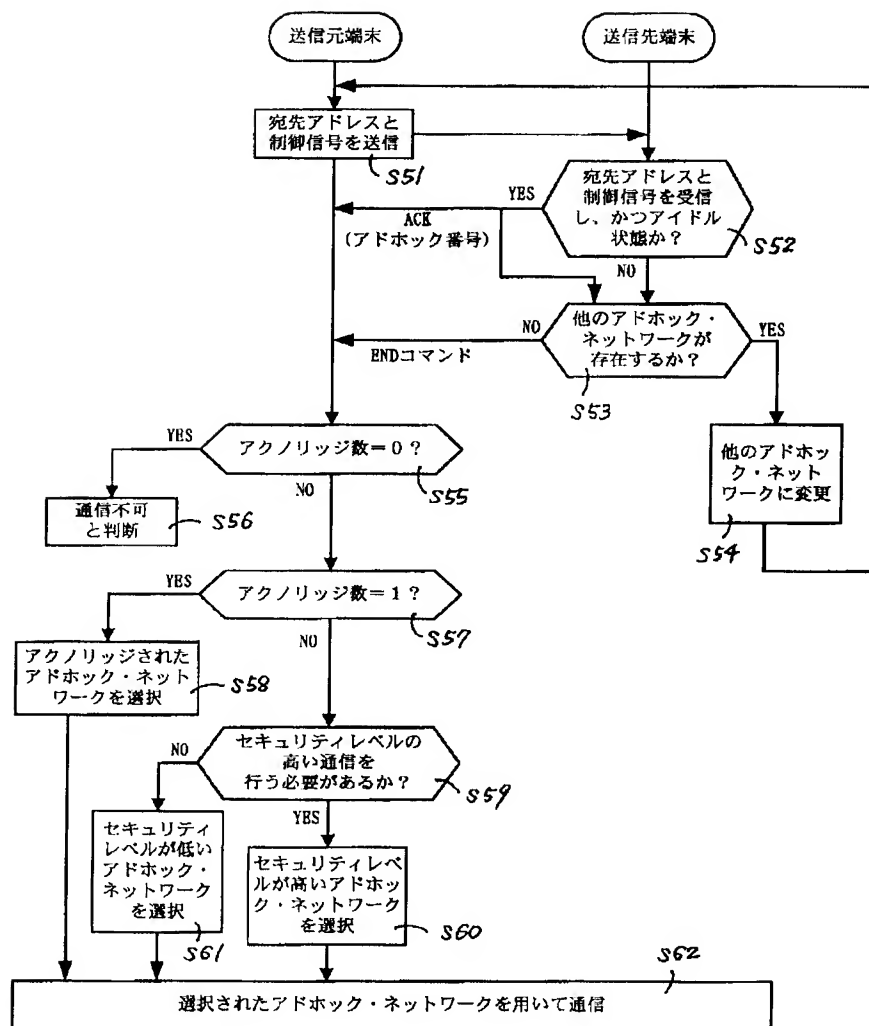 送信元端末
送信先端末
宛先アドレスと
制御信号を送信
S51
宛先アドレスと
制御信号を受信
し、かつアイドル
状態か？
S52
YES
ACK
(アドホック番号)
NO
他のアドホック・
ネットワークが
存在するか？
S53
NO
ENDコマンド
YES
他のアドホッ
ク・ネット
ワークに変更
S54
アクノリッジ数＝０？
S55
YES
NO
通信不可
と判断
S56
アクノリッジ数＝１？
S57
YES
NO
アクノリッジされた
アドホック・ネット
ワークを選択
S58
セキュリティレベルの
高い通信を
行う必要があるか？
S59
NO
YES
セキュリティ
レベルが低い
アドホック・
ネットワーク
を選択
S61
セキュリティレベ
ルが高いアドホッ
ク・ネットワーク
を選択
S60
S62
選択されたアドホック・ネットワークを用いて通信